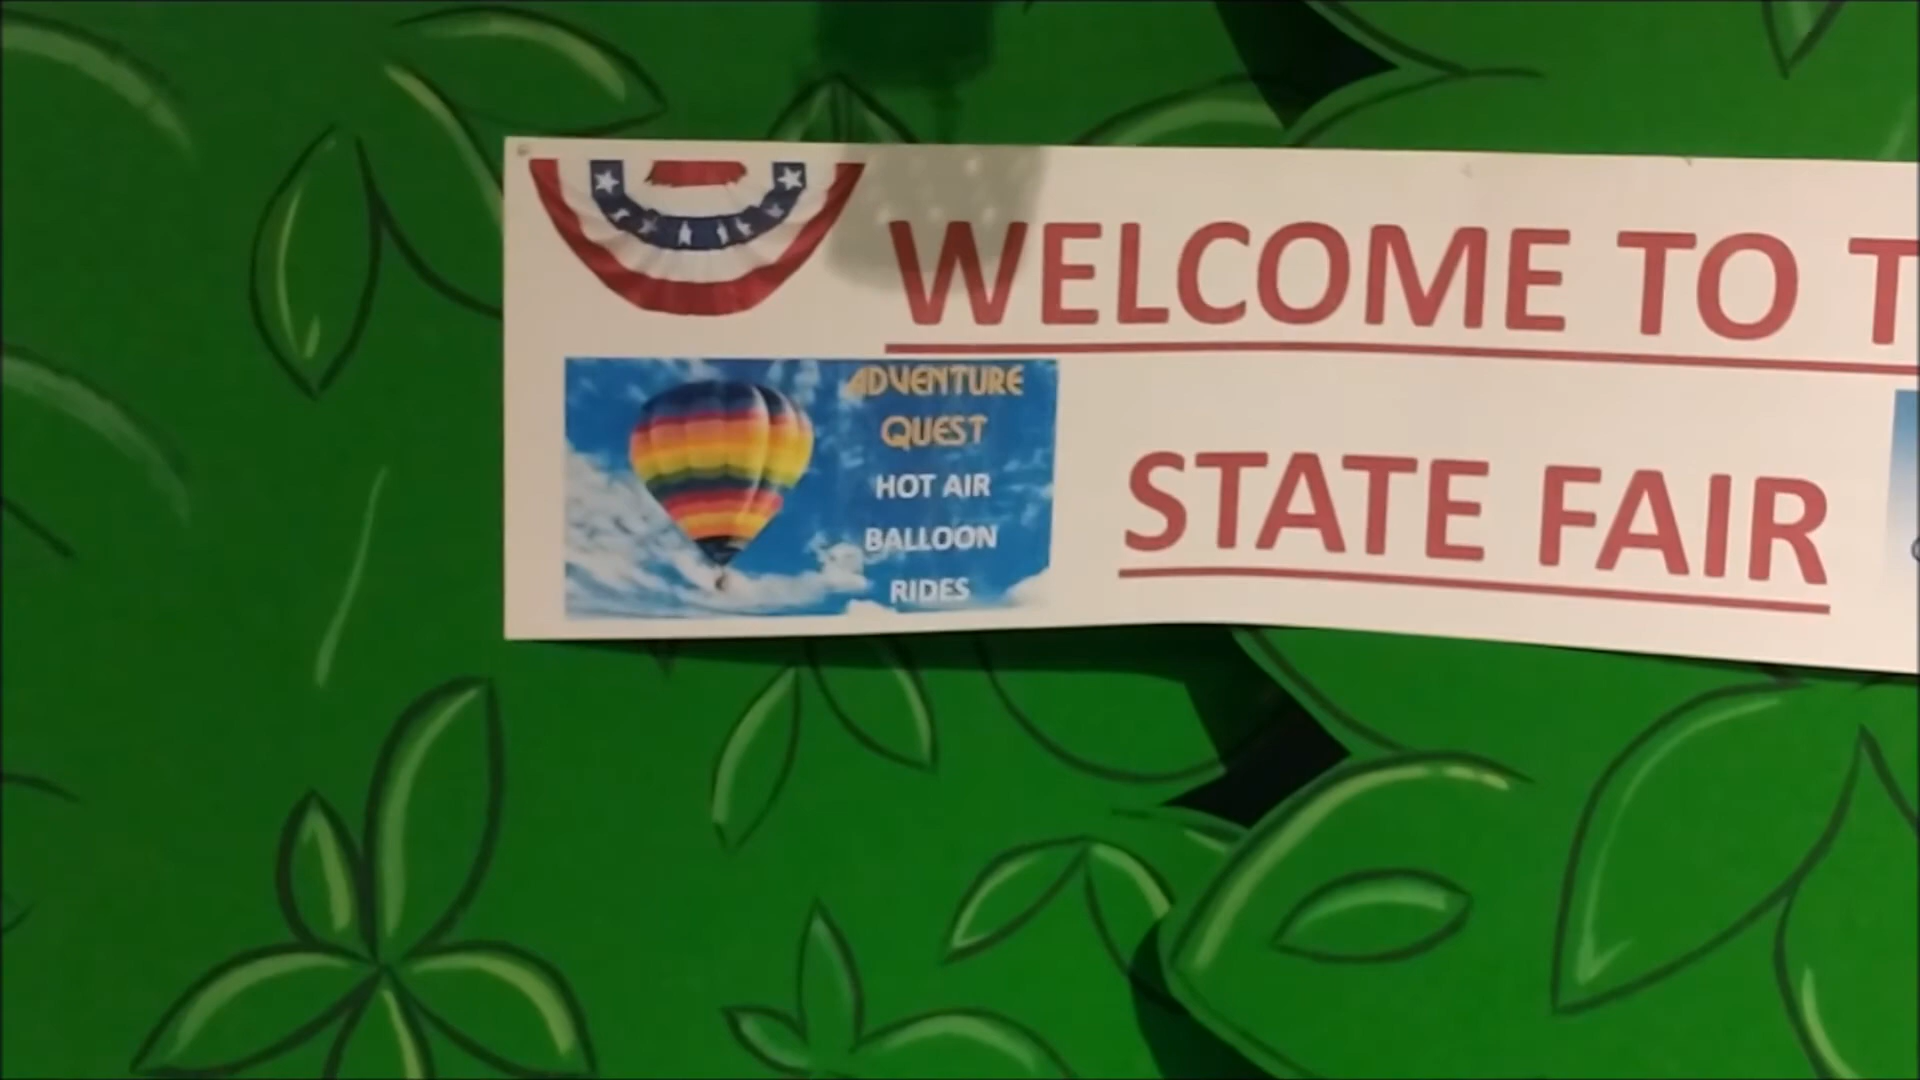 WELCOME TO T
STATE FAIR
ADVENTURE
QUEST
HOT AIR
BALLOON
RIDES